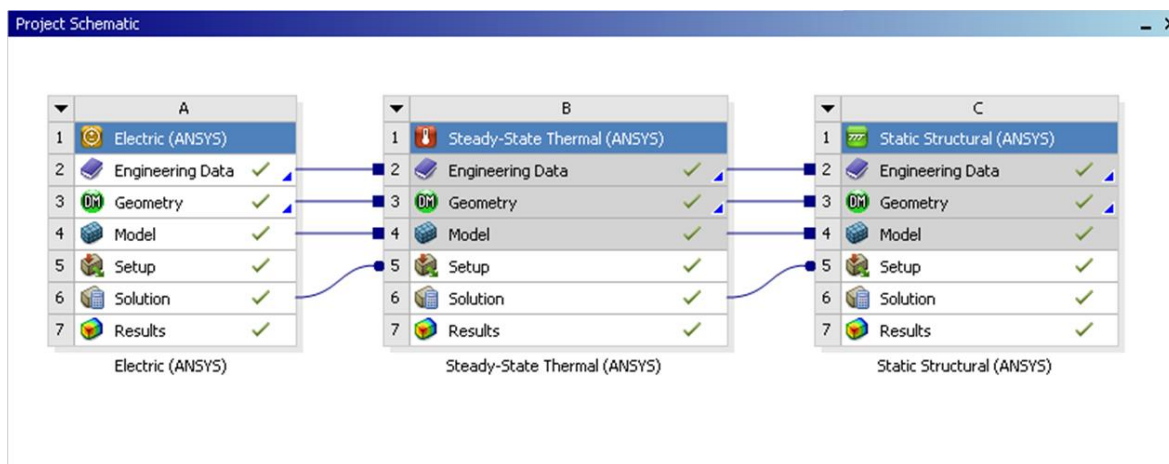 Project Schematic
A
1 Electric (ANSYS)
2 Engineering Data
3 DM Geometry
4 Model
5 Setup
6 Solution
7 Results
Electric (ANSYS)
B
1 Steady-State Thermal (ANSYS)
2 Engineering Data
3 DM Geometry
4 Model
5 Setup
6 Solution
7 Results
Steady-State Thermal (ANSYS)
C
1 Static Structural (ANSYS)
2 Engineering Data
3 DM Geometry
4 Model
5 Setup
6 Solution
7 Results
Static Structural (ANSYS)